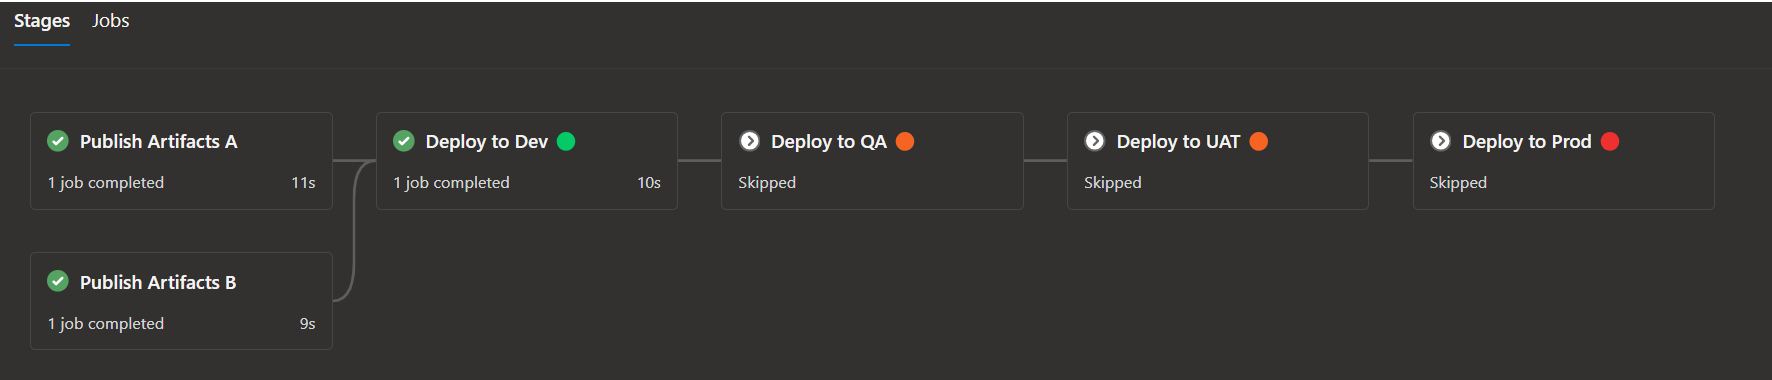 Stages Jobs
Publish Artifacts A
1 job completed 11s
Deploy to Dev
1 job completed 10s
Deploy to QA
Skipped
Deploy to UAT
Skipped
Deploy to Prod
Skipped
Publish Artifacts B
1 job completed 9s